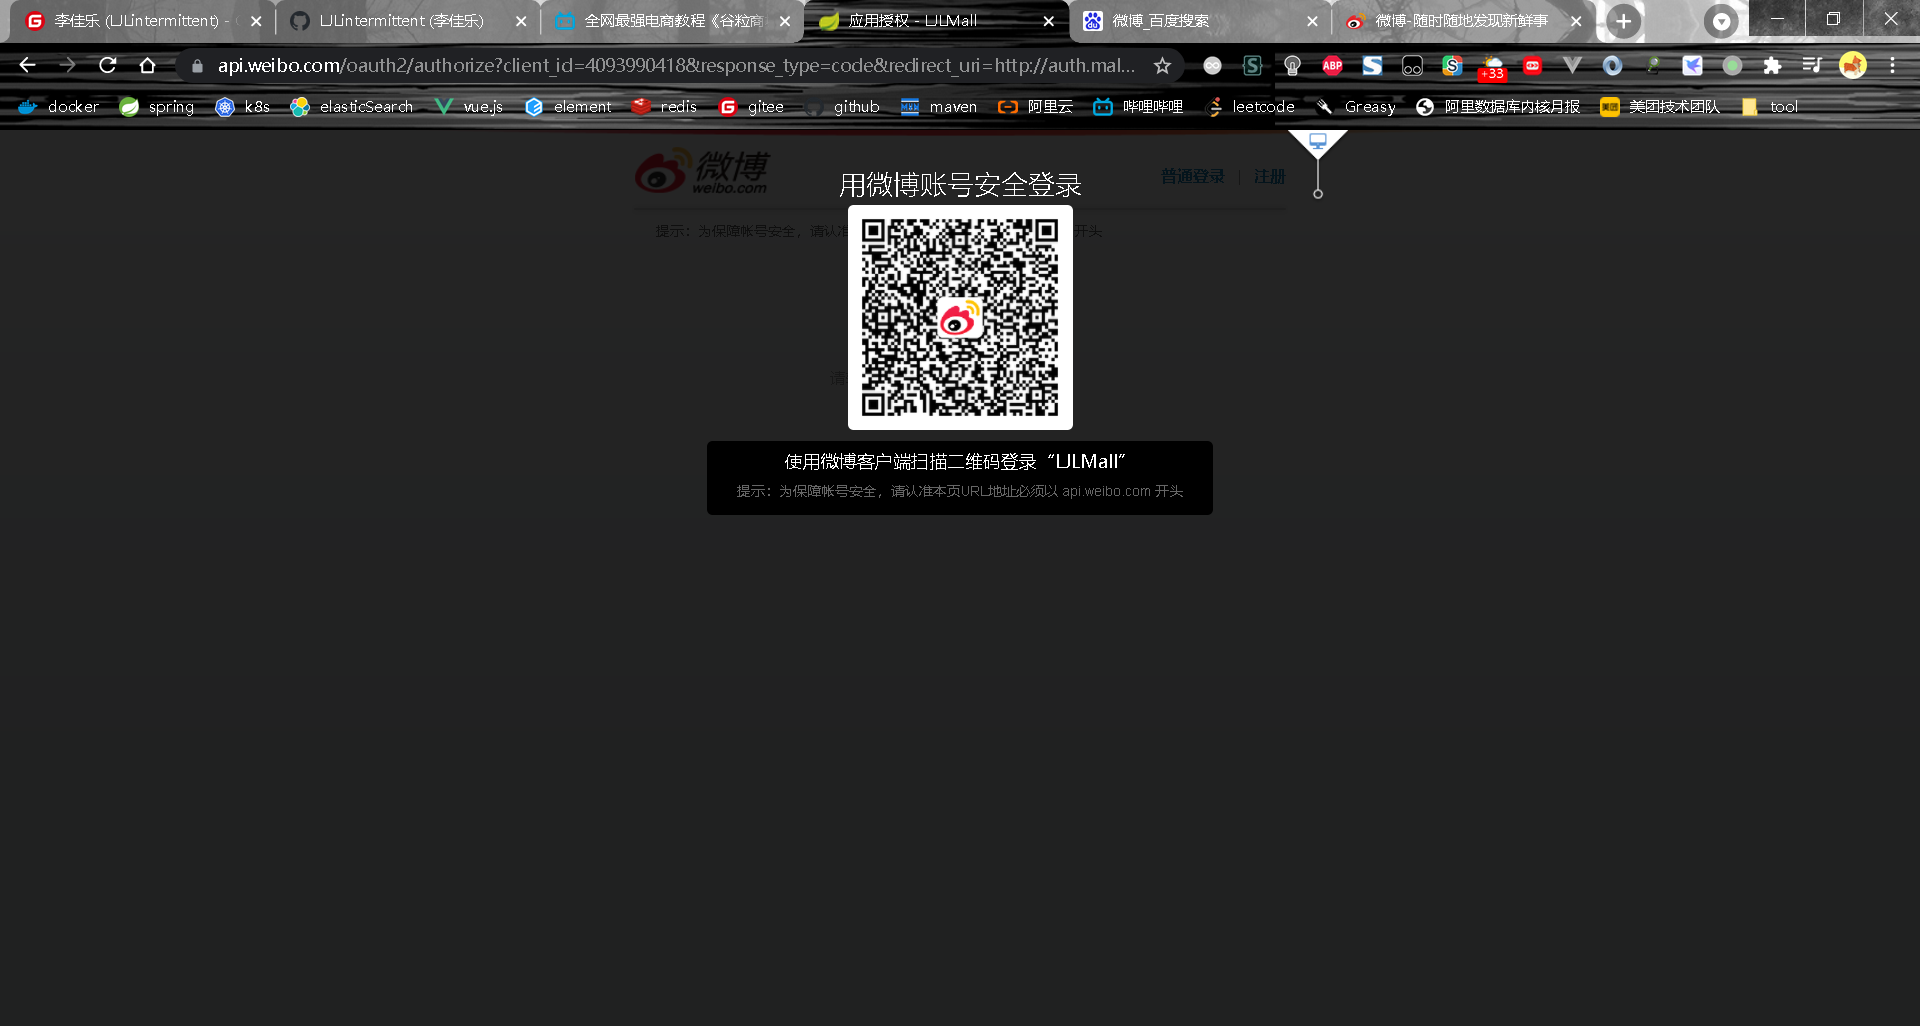 李佳乐 (LJLintermittent) -
LJLintermittent (李佳乐)
全网最强电商教程《谷粒商
应用授权 - LJLMall
微博_百度搜索
微博-随时随地发现新鲜事
api.weibo.com/oauth2/authorize?client_id=4093990418&response_type=code&redirect_uri=http://auth.mal...
ABP
+33
docker
spring
k8s
elasticSearch
vue.js
element
redis
gitee
github
maven
阿里云
哔哩哔哩
leetcode
Greasy
阿里数据库内核月报
美团技术团队
tool
微博
weibo.com
普通登录 | 注册
用微博账号安全登录
提示：为保障帐号安全，请认准
开头
请
使用微博客户端扫描二维码登录“LJLMall”
提示：为保障帐号安全，请认准本页URL地址必须以 api.weibo.com 开头